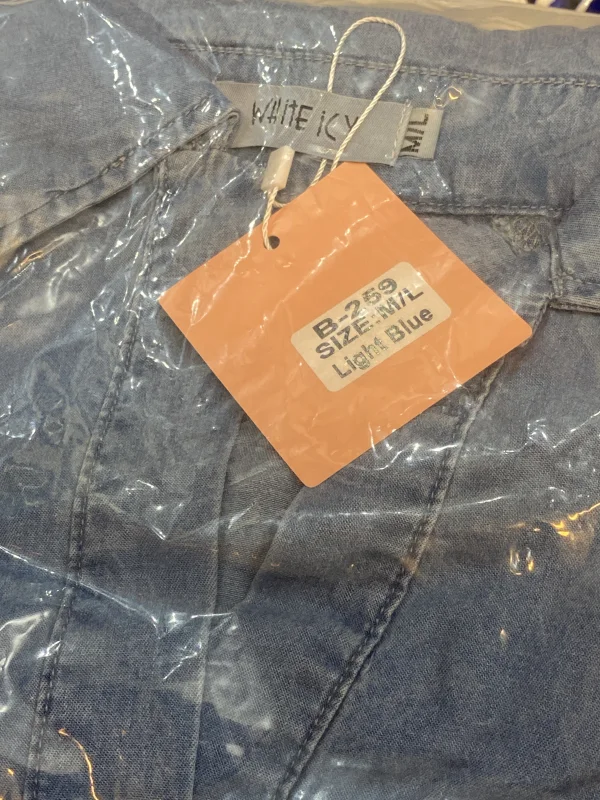 WHITE ICY
M/L
B-259
SIZE:M/L
Light Blue